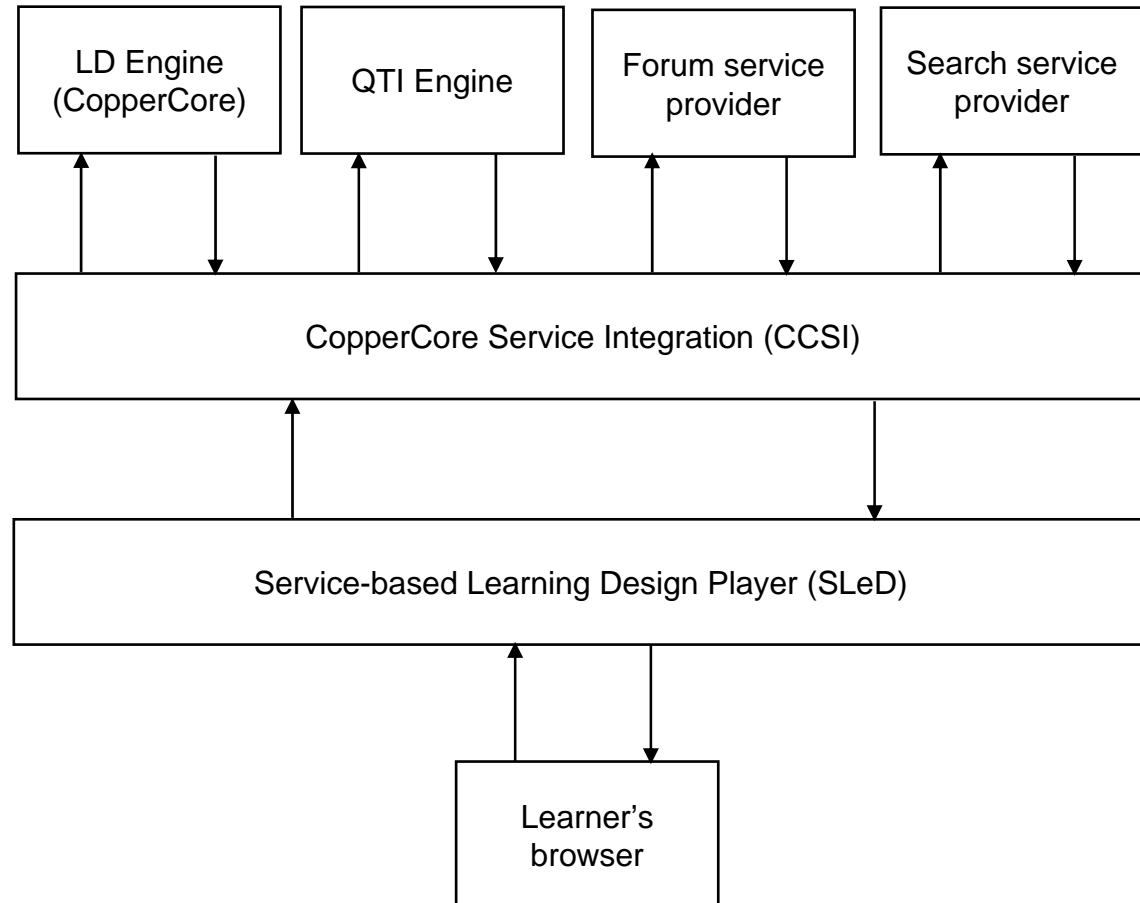 LD Engine
(CopperCore)
QTI Engine
Forum service
provider
Search service
provider
CopperCore Service Integration (CCSI)
Service-based Learning Design Player (SLeD)
Learner’s
browser